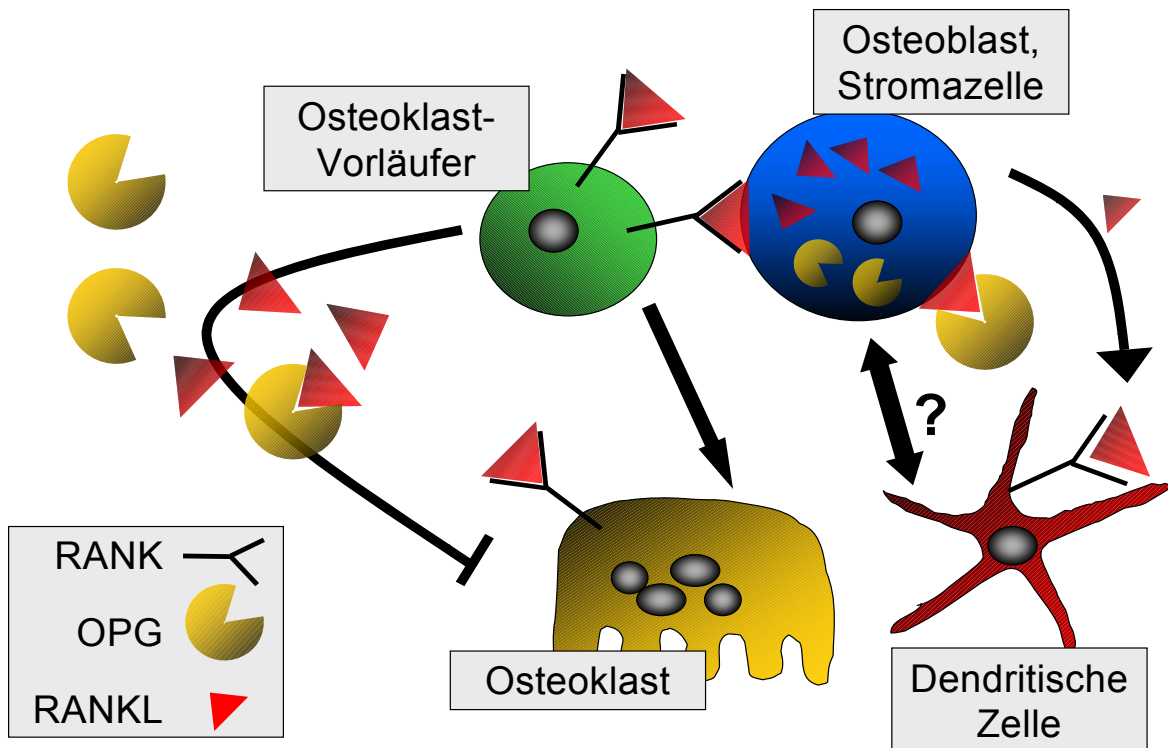 Osteoblast,
Stromazelle
Osteoklast-
Vorläufer
?
RANK
OPG
RANKL
Osteoklast
Dendritische
Zelle